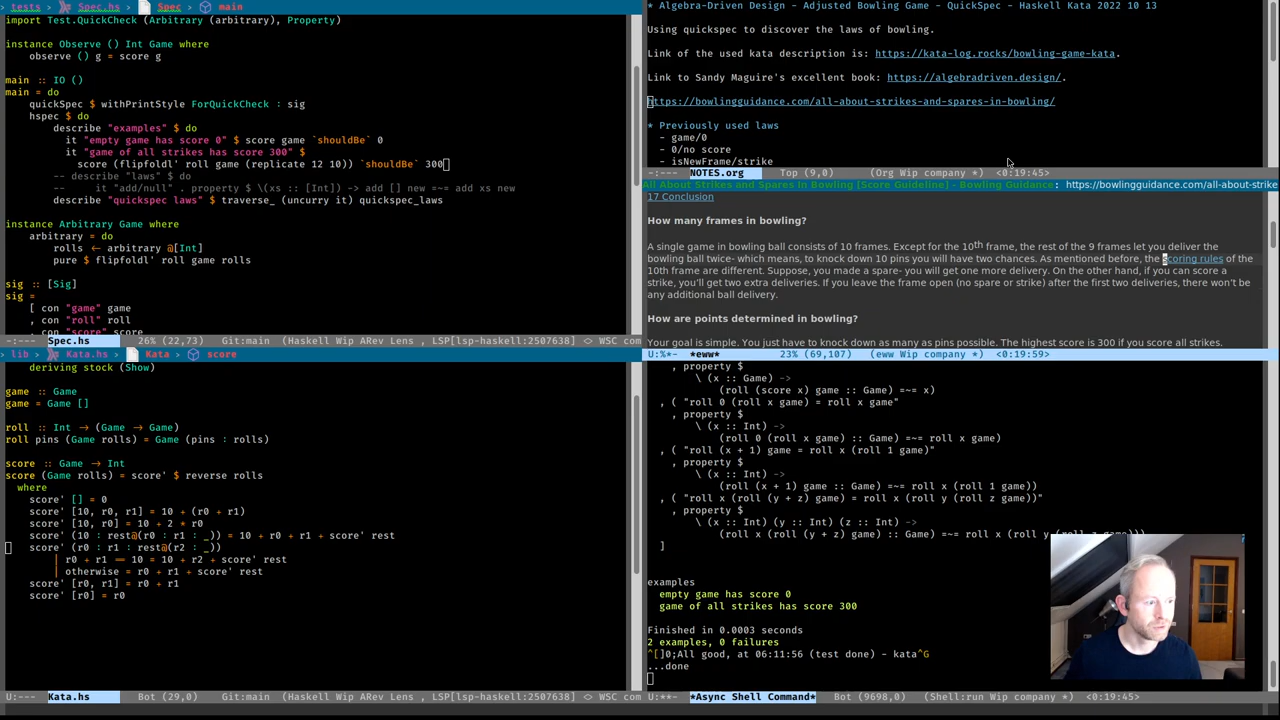 tests > Spec.hs > Spec > main
import Test.QuickCheck (Arbitrary (arbitrary), Property)
instance Observe () Int Game where
observe () g = score g
main :: IO ()
main = do
quickSpec $ withPrintStyle ForQuickCheck : sig
hspec $ do
describe "examples" $ do
it "empty game has score 0" $ score game `shouldBe` 0
it "game of all strikes has score 300" $
score (flipfoldl' roll game (replicate 12 10)) `shouldBe` 300
-- describe "laws" $ do
--     it "add/null" . property $ \(xs :: [Int]) -> add [] new =~= add xs new
describe "quickspec laws" $ traverse_ (uncurry it) quickspec_laws
instance Arbitrary Game where
arbitrary = do
rolls ← arbitrary @[Int]
pure $ flipfoldl' roll game rolls
sig :: [Sig]
sig =
[ con "game" game
, con "roll" roll
, con "score" score
-:--- Spec.hs 26% (22,73) Git:main (Haskell Wip ARev Lens , LSP[lsp-haskell:2507638] ⟷ WSC com
lib > Kata.hs > Kata > score
deriving stock (Show)
game :: Game
game = Game []
roll :: Int → (Game → Game)
roll pins (Game rolls) = Game (pins : rolls)
score :: Game → Int
score (Game rolls) = score' $ reverse rolls
where
score' [] = 0
score' [10, r0, r1] = 10 + (r0 + r1)
score' [10, r0] = 10 + 2 * r0
score' (10 : rest@(r0 : r1 : _)) = 10 + r0 + r1 + score' rest
score' (r0 : r1 : rest@(r2 : _))
| r0 + r1 == 10 = 10 + r2 + score' rest
| otherwise = r0 + r1 + score' rest
score' [r0, r1] = r0 + r1
score' [r0] = r0
U:--- Kata.hs Bot (29,0) Git:main (Haskell Wip ARev Lens , LSP[lsp-haskell:2507638] ⟷ WSC com
* Algebra-Driven Design - Adjusted Bowling Game - QuickSpec - Haskell Kata 2022 10 13
Using quickspec to discover the laws of bowling.
Link of the used kata description is: https://kata-log.rocks/bowling-game-kata.
Link to Sandy Maguire's excellent book: https://algebradriven.design/.
https://bowlingguidance.com/all-about-strikes-and-spares-in-bowling/
* Previously used laws
- game/0
- 0/no score
- isNewFrame/strike
-:--- NOTES.org Top (9,0) (Org Wip company *) <0:19:45>
All About Strikes and Spares In Bowling [Score Guideline] - Bowling Guidance: https://bowlingguidance.com/all-about-strike
17 Conclusion
How many frames in bowling?
A single game in bowling ball consists of 10 frames. Except for the 10th frame, the rest of the 9 frames let you deliver the
bowling ball twice- which means, to knock down 10 pins you will have two chances. As mentioned before, the scoring rules of the
10th frame are different. Suppose, you made a spare- you will get one more delivery. On the other hand, if you can score a
strike, you'll get two extra deliveries. If you leave the frame open (no spare or strike) after the first two deliveries, there won't be
any additional ball delivery.
How are points determined in bowling?
Your goal is simple. You just have to knock down as many as pins possible. The highest score is 300 if you score all strikes.
U:%*- *eww* 23% (69,107) (eww Wip company *) <0:19:59>
, property $
\ (x :: Game) ->
(roll (score x) game :: Game) =~= x)
, ( "roll 0 (roll x game) = roll x game"
, property $
\ (x :: Int) ->
(roll 0 (roll x game) :: Game) =~= roll x game)
, ( "roll (x + 1) game = roll x (roll 1 game)"
, property $
\ (x :: Int) ->
(roll (x + 1) game :: Game) =~= roll x (roll 1 game))
, ( "roll x (roll (y + z) game) = roll x (roll y (roll z game))"
, property $
\ (x :: Int) (y :: Int) (z :: Int) ->
(roll x (roll (y + z) game) :: Game) =~= roll x (roll y (roll z game)))
]
examples
empty game has score 0
game of all strikes has score 300
Finished in 0.0003 seconds
2 examples, 0 failures
^[]0;All good, at 06:11:56 (test done) - kata^G
...done
U:**- *Async Shell Command* Bot (9698,0) (Shell:run Wip company *) <0:19:45>